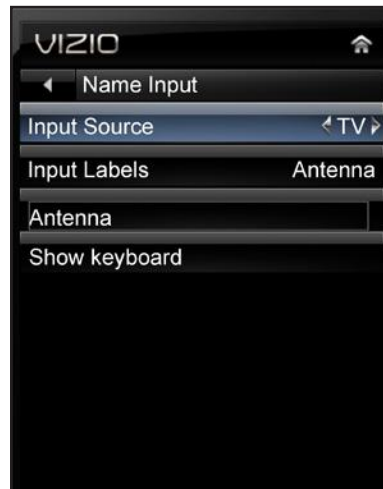 VIZIO
Name Input
Input Source TV
Input Labels Antenna
Antenna
Show keyboard